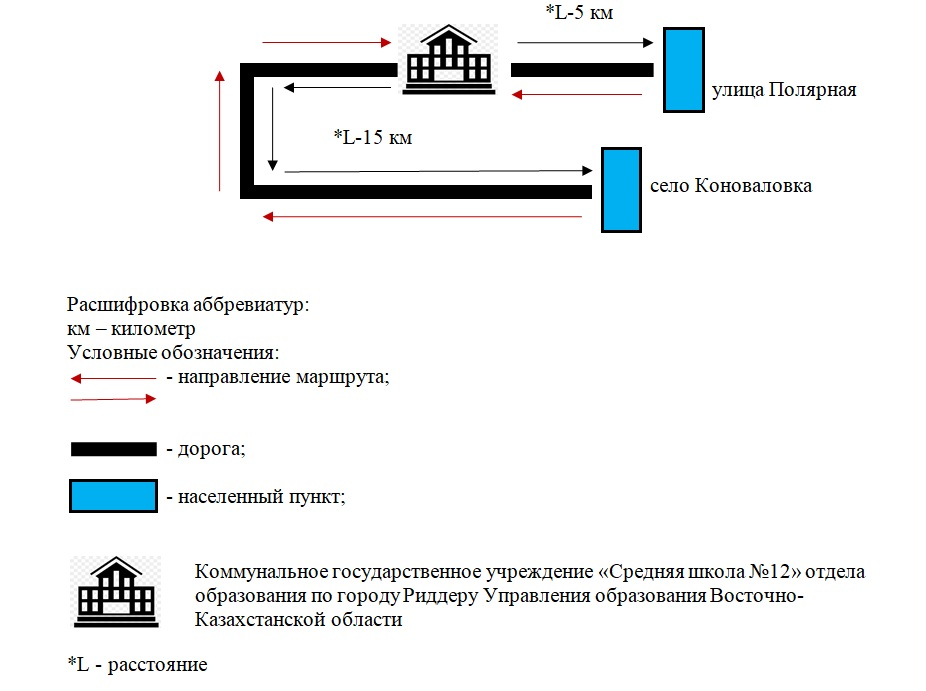 *L-5 км
улица Полярная
*L-15 км
село Коноваловка
Расшифровка аббревиатур:
км – километр
Условные обозначения:
- направление маршрута;
- дорога;
- населенный пункт;
Коммунальное государственное учреждение «Средняя школа №12» отдела
образования по городу Риддеру Управления образования Восточно-
Казахстанской области
*L - расстояние